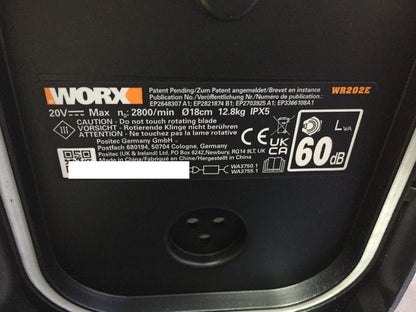 WORX
Patent Pending/Zum Patent angemeldet/Brevet en instance
Publication No./Veröffentlichung Nr/Numéro de publication:
EP2648307 A1; EP2821874 B1; EP2703925 A1; EP3366106A1
WR202E
20V Max n₀: 2800/min Ø18cm 12.8kg IPX5
CAUTION - Do not touch rotating blade
VORSICHT - Rotierende Klinge nicht berühren
ATTENTION - Ne touchez pas la lame rotative
Positec Germany GmbH
Postfach 680194, 50704 Cologne, Germany
Positec (UK & Ireland) Ltd, PO Box 6242, Newbury, RG14 9LT, UK
Made in China/Fabriqué en Chine/Hergestellt in China
WA3750.1
WA3755.1
CE
UK
CA
LWA
60dB